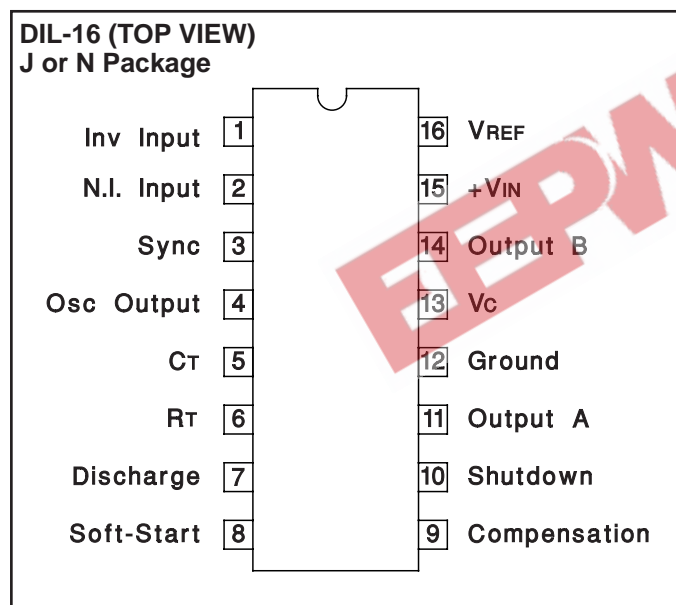 DIL-16 (TOP VIEW)
J or N Package
Inv Input 1 16 VREF
N.I. Input 2 15 +VIN
Sync 3 14 Output B
Osc Output 4 13 VC
CT 5 12 Ground
RT 6 11 Output A
Discharge 7 10 Shutdown
Soft-Start 8 9 Compensation
EEPW